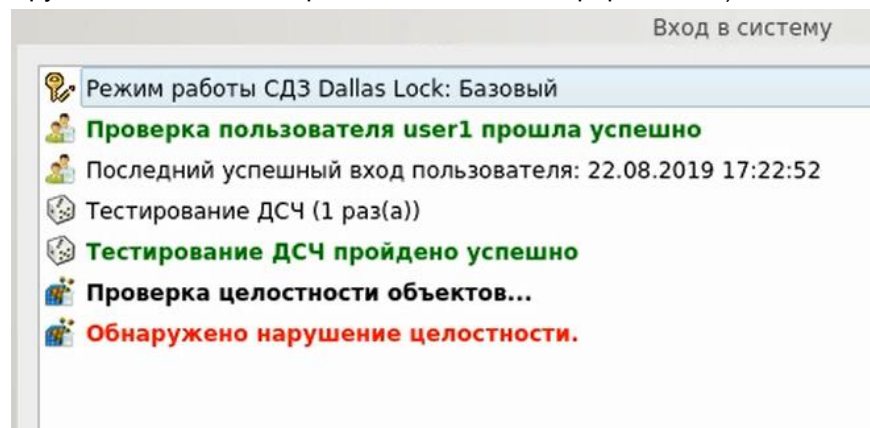 Вход в систему
Режим работы СДЗ Dallas Lock: Базовый
Проверка пользователя user1 прошла успешно
Последний успешный вход пользователя: 22.08.2019 17:22:52
Тестирование ДСЧ (1 раз(а))
Тестирование ДСЧ пройдено успешно
Проверка целостности объектов...
Обнаружено нарушение целостности.